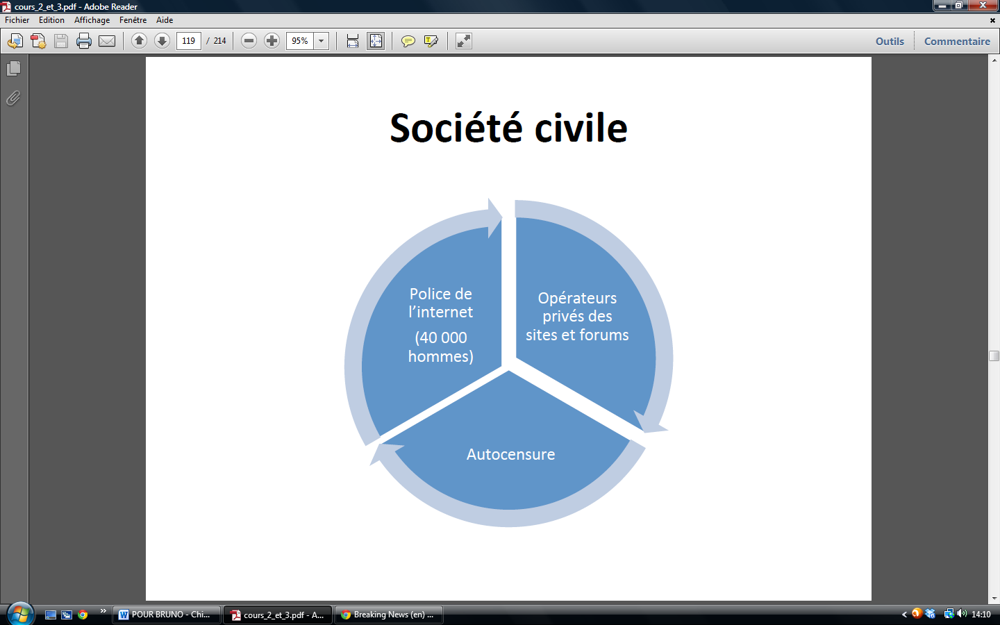 cours_2_et_3.pdf - Adobe Reader
Fichier Edition Affichage Fenêtre Aide
119 / 214 95% Outils Commentaire
Société civile
Police de
l’internet
(40 000
hommes)
Opérateurs
privés des
sites et forums
Autocensure
POUR BRUNO - Chi... cours_2_et_3.pdf - A... Breaking News (en) ... 14:10